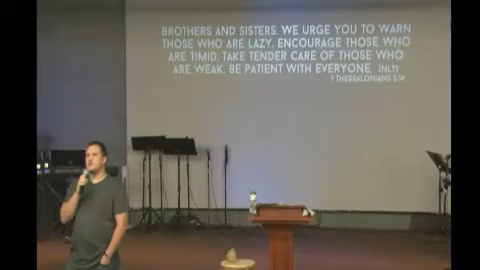 BROTHERS AND SISTERS, WE URGE YOU TO WARN
THOSE WHO ARE LAZY. ENCOURAGE THOSE WHO
ARE TIMID. TAKE TENDER CARE OF THOSE WHO
ARE WEAK. BE PATIENT WITH EVERYONE. (NLT)
1 THESSALONIANS 5:14